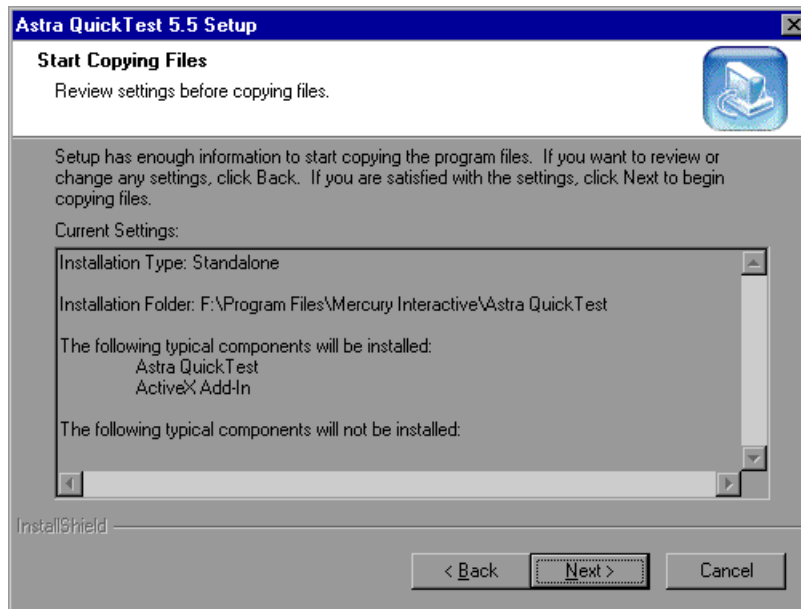 Astra QuickTest 5.5 Setup
Start Copying Files
Review settings before copying files.
Setup has enough information to start copying the program files.  If you want to review or
change any settings, click Back.  If you are satisfied with the settings, click Next to begin
copying files.
Current Settings:
Installation Type: Standalone
Installation Folder: F:\Program Files\Mercury Interactive\Astra QuickTest
The following typical components will be installed:
Astra QuickTest
ActiveX Add-In
The following typical components will not be installed:
InstallShield
< Back
Next >
Cancel